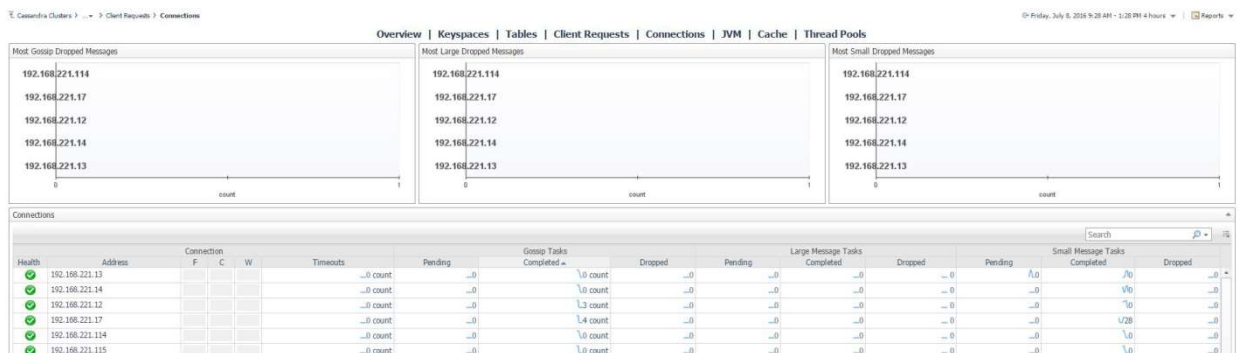 Cassandra Clusters > ... > Client Requests > Connections
Friday, July 8, 2016 9:28 AM - 1:28 PM 4 hours | Reports
Overview | Keyspaces | Tables | Client Requests | Connections | JVM | Cache | Thread Pools
Most Gossip Dropped Messages
192.168.221.114
192.168.221.17
192.168.221.12
192.168.221.14
192.168.221.13
0 1
count
Most Large Dropped Messages
192.168.221.114
192.168.221.17
192.168.221.12
192.168.221.14
192.168.221.13
0 1
count
Most Small Dropped Messages
192.168.221.114
192.168.221.17
192.168.221.12
192.168.221.14
192.168.221.13
0 1
count
Connections
Search
Connection Gossip Tasks Large Message Tasks Small Message Tasks
Health Address F C W Timeouts Pending Completed Dropped Pending Completed Dropped Pending Completed Dropped
192.168.221.13 0 count 0 0 count 0 0 0 0 0 0 0
192.168.221.14 0 count 0 0 count 0 0 0 0 0 0 0
192.168.221.12 0 count 0 3 count 0 0 0 0 0 0 0
192.168.221.17 0 count 0 4 count 0 0 0 0 0 28 0
192.168.221.114 0 count 0 0 count 0 0 0 0 0 0 0
192.168.221.115 0 count 0 0 count 0 0 0 0 0 0 0